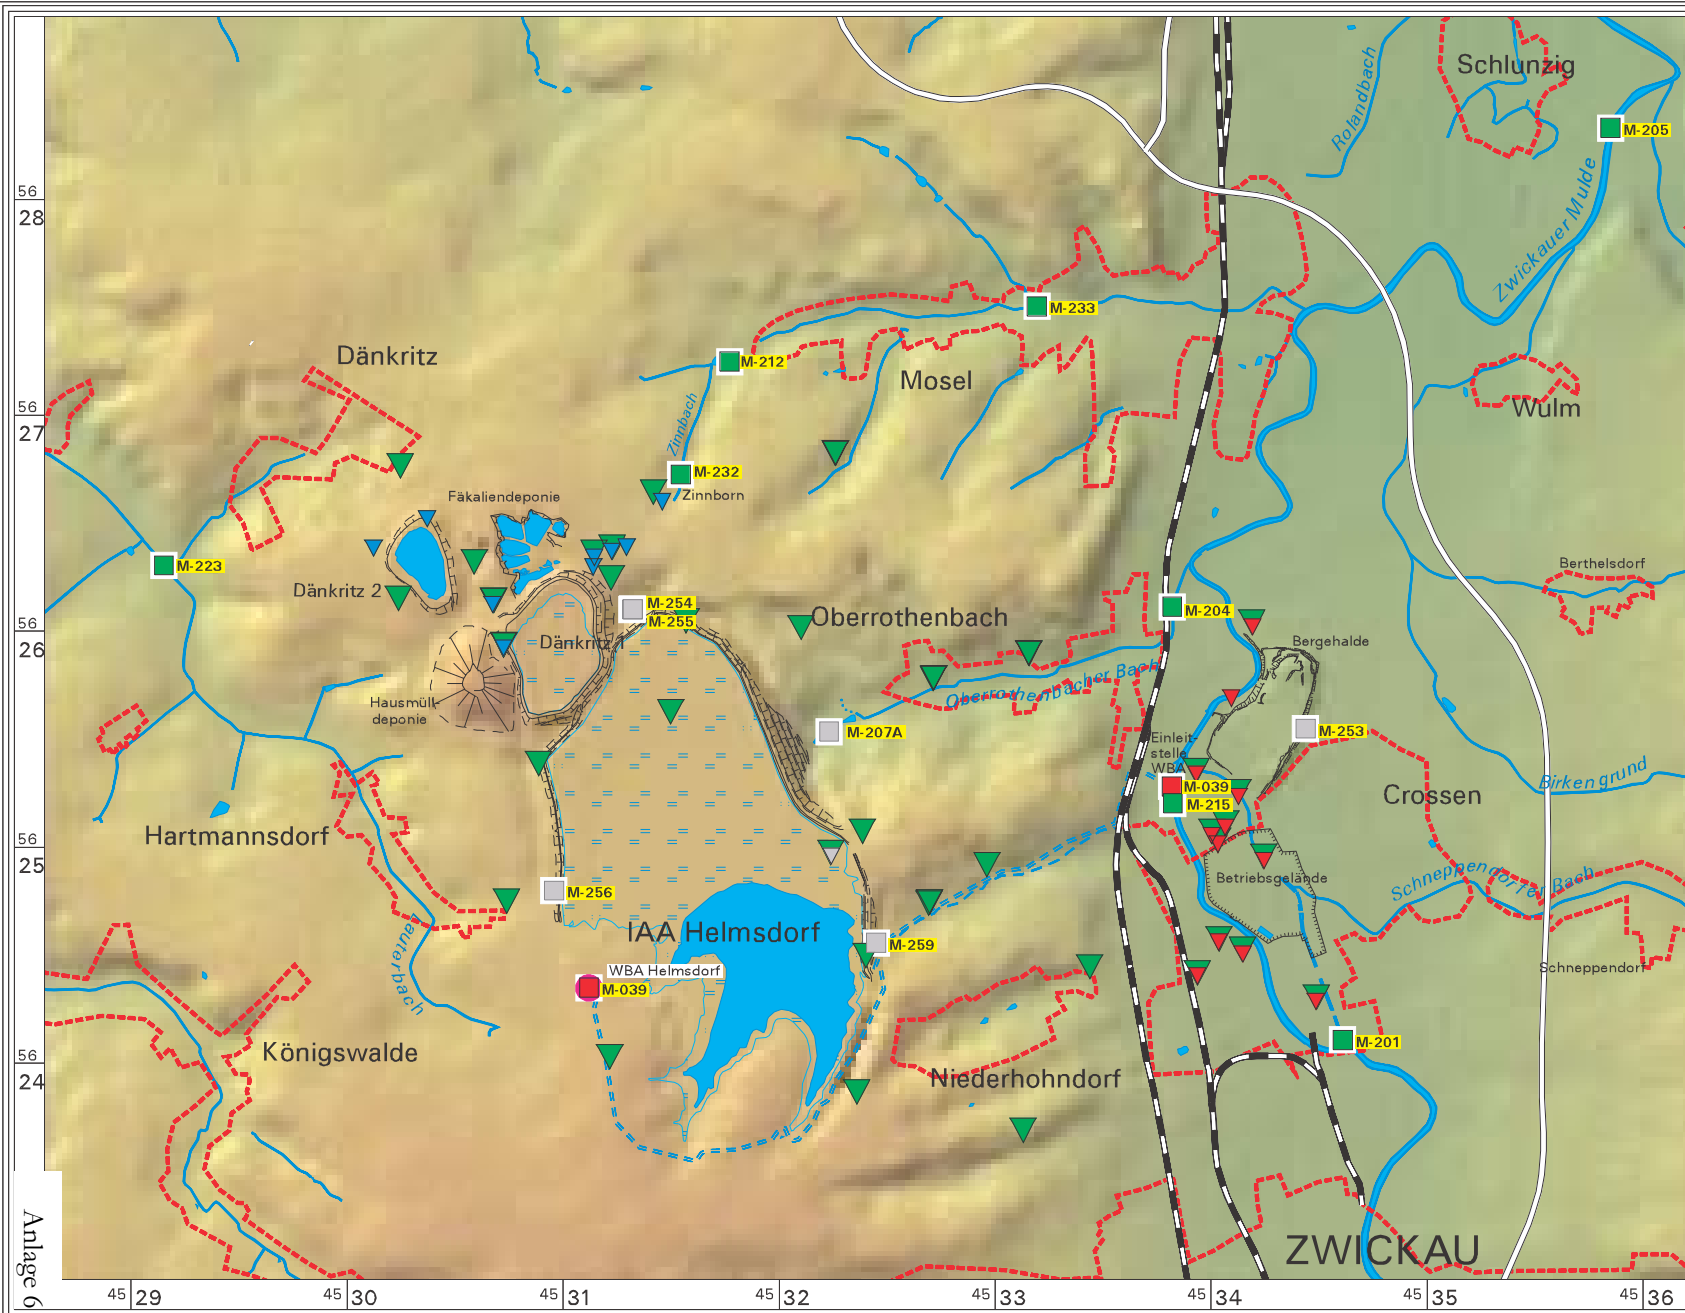 Schlunzig
Rolandbach
M-205
Zwickauer Mulde
56
28
M-233
M-212
Dänkritz
Mosel
Wulm
Zinnbach
56
27
M-232
Zinnborn
Fäkaliendeponie
M-223
Berthelsdorf
Dänkritz 2
M-254
M-255
M-204
Oberrothenbach
56
26
Dänkritz 1
Bergehalde
Oberrothenbacher Bach
Hausmüll-
deponie
M-207A
M-253
Einleit-
stelle
WBA
M-039
M-215
Birkengrund
Crossen
Hartmannsdorf
56
25
Betriebsgelände
Schneppendorfer Bach
M-256
Lauterbach
IAA Helmsdorf
M-259
WBA Helmsdorf
M-039
Schneppendorf
Königswalde
M-201
56
24
Niederhohndorf
Anlage 6
ZWICKAU
45 29
45 30
45 31
45 32
45 33
45 34
45 35
45 36